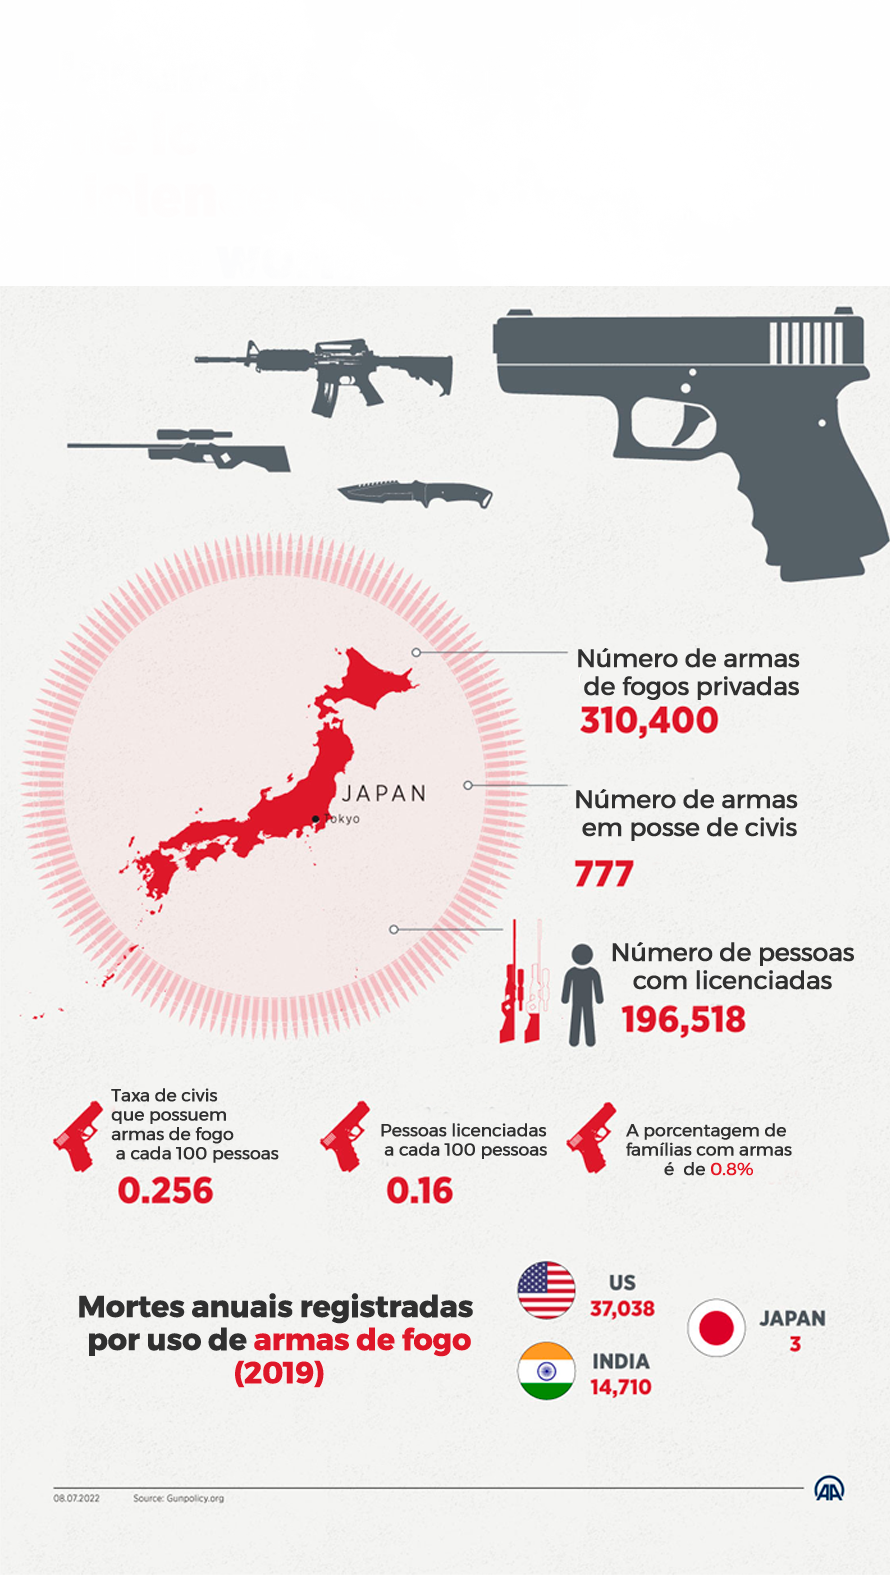 Número de armas
de fogos privadas
310,400
JAPAN
Tokyo
Número de armas
em posse de civis
777
Número de pessoas
com licenciadas
196,518
Taxa de civis
que possuem
armas de fogo
a cada 100 pessoas
0.256
Pessoas licenciadas
a cada 100 pessoas
0.16
A porcentagem de
famílias com armas
é de 0.8%
Mortes anuais registradas
por uso de armas de fogo
(2019)
US
37,038
INDIA
14,710
JAPAN
3
08.07.2022
Source: Gunpolicy.org
AA